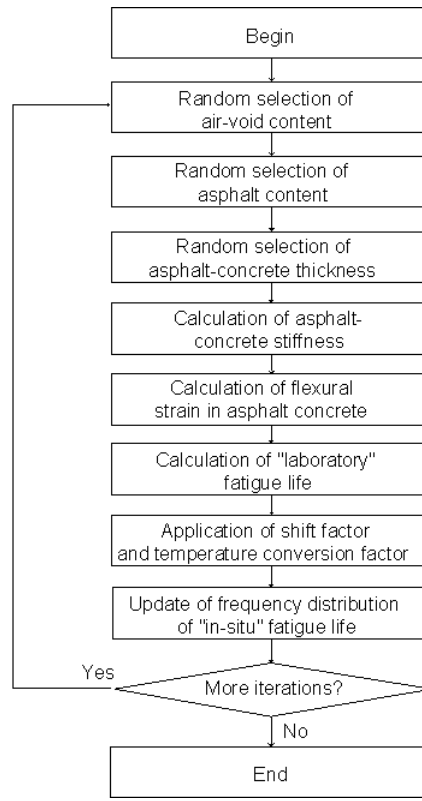 Begin
Random selection of
air-void content
Random selection of
asphalt content
Random selection of
asphalt-concrete thickness
Calculation of asphalt-
concrete stiffness
Calculation of flexural
strain in asphalt concrete
Calculation of "laboratory"
fatigue life
Application of shift factor
and temperature conversion factor
Update of frequency distribution
of "in-situ" fatigue life
Yes
More iterations?
No
End